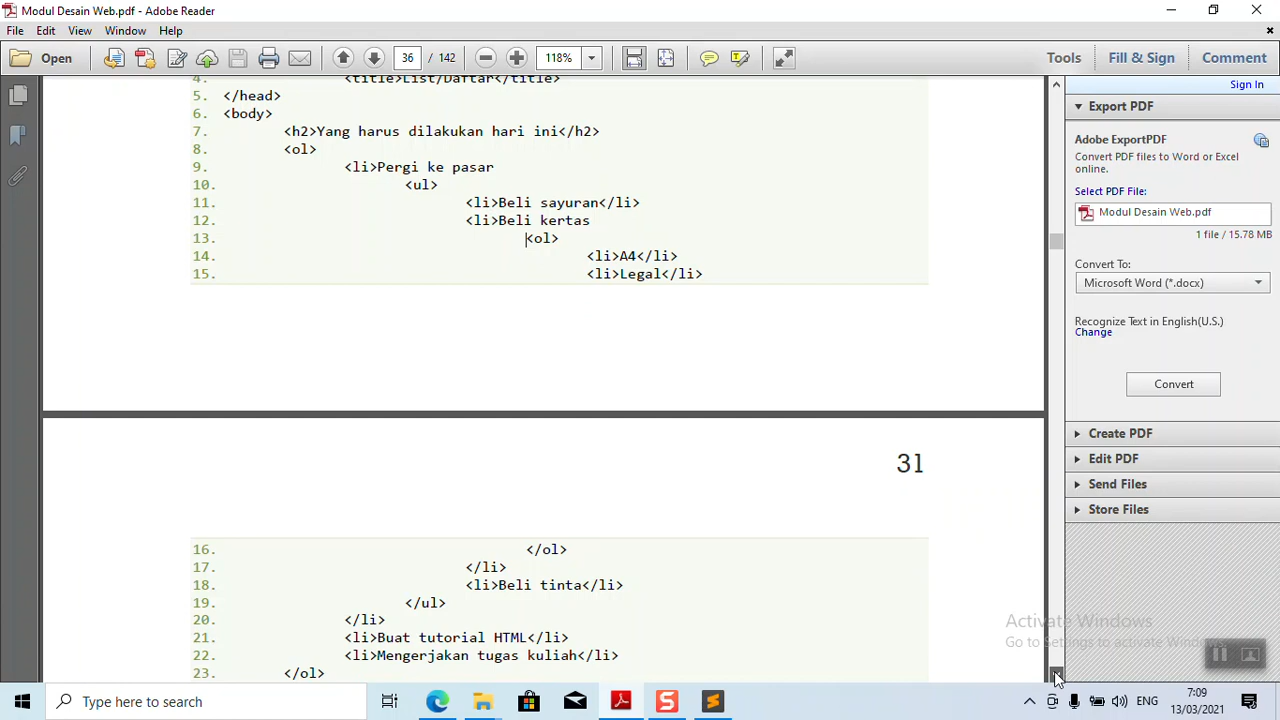 Modul Desain Web.pdf - Adobe Reader
File Edit View Window Help
Open 36 / 142 118% Tools Fill & Sign Comment
Sign In
4. <title>List/Daftar</title>
5. </head>
6. <body>
7. <h2>Yang harus dilakukan hari ini</h2>
8. <ol>
9. <li>Pergi ke pasar
10. <ul>
11. <li>Beli sayuran</li>
12. <li>Beli kertas
13. <ol>
14. <li>A4</li>
15. <li>Legal</li>
31
16. </ol>
17. </li>
18. <li>Beli tinta</li>
19. </ul>
20. </li>
21. <li>Buat tutorial HTML</li>
22. <li>Mengerjakan tugas kuliah</li>
23. </ol>
Export PDF
Adobe ExportPDF
Convert PDF files to Word or Excel
online.
Select PDF File:
Modul Desain Web.pdf
1 file / 15.78 MB
Convert To:
Microsoft Word (*.docx)
Recognize Text in English(U.S.)
Change
Convert
Create PDF
Edit PDF
Send Files
Store Files
Activate Windows
Go to Settings to activate Windows.
Type here to search
ENG
7:09
13/03/2021